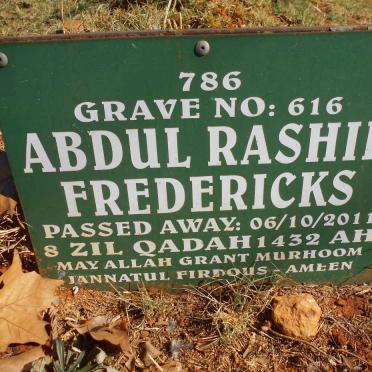 786
GRAVE NO: 616
ABDUL RASHI
FREDERICKS
PASSED AWAY: 06/10/2011
8 ZIL QADAH 1432 AH
MAY ALLAH GRANT MURHOOM
JANNATUL FIRDOUS - AMEEN